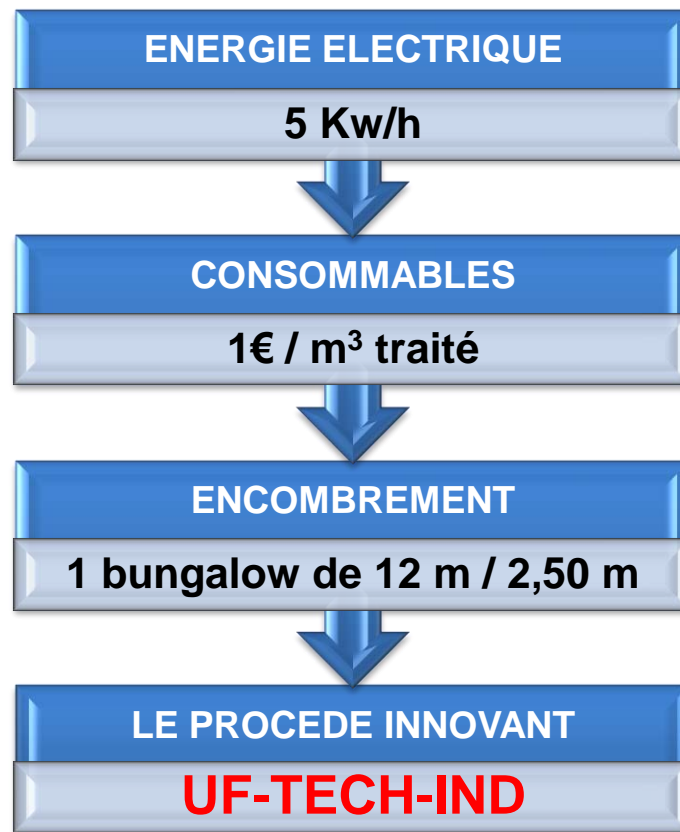 ENERGIE ELECTRIQUE
5 Kw/h
CONSOMMABLES
1€ / m³ traité
ENCOMBREMENT
1 bungalow de 12 m / 2,50 m
LE PROCEDE INNOVANT
UF-TECH-IND